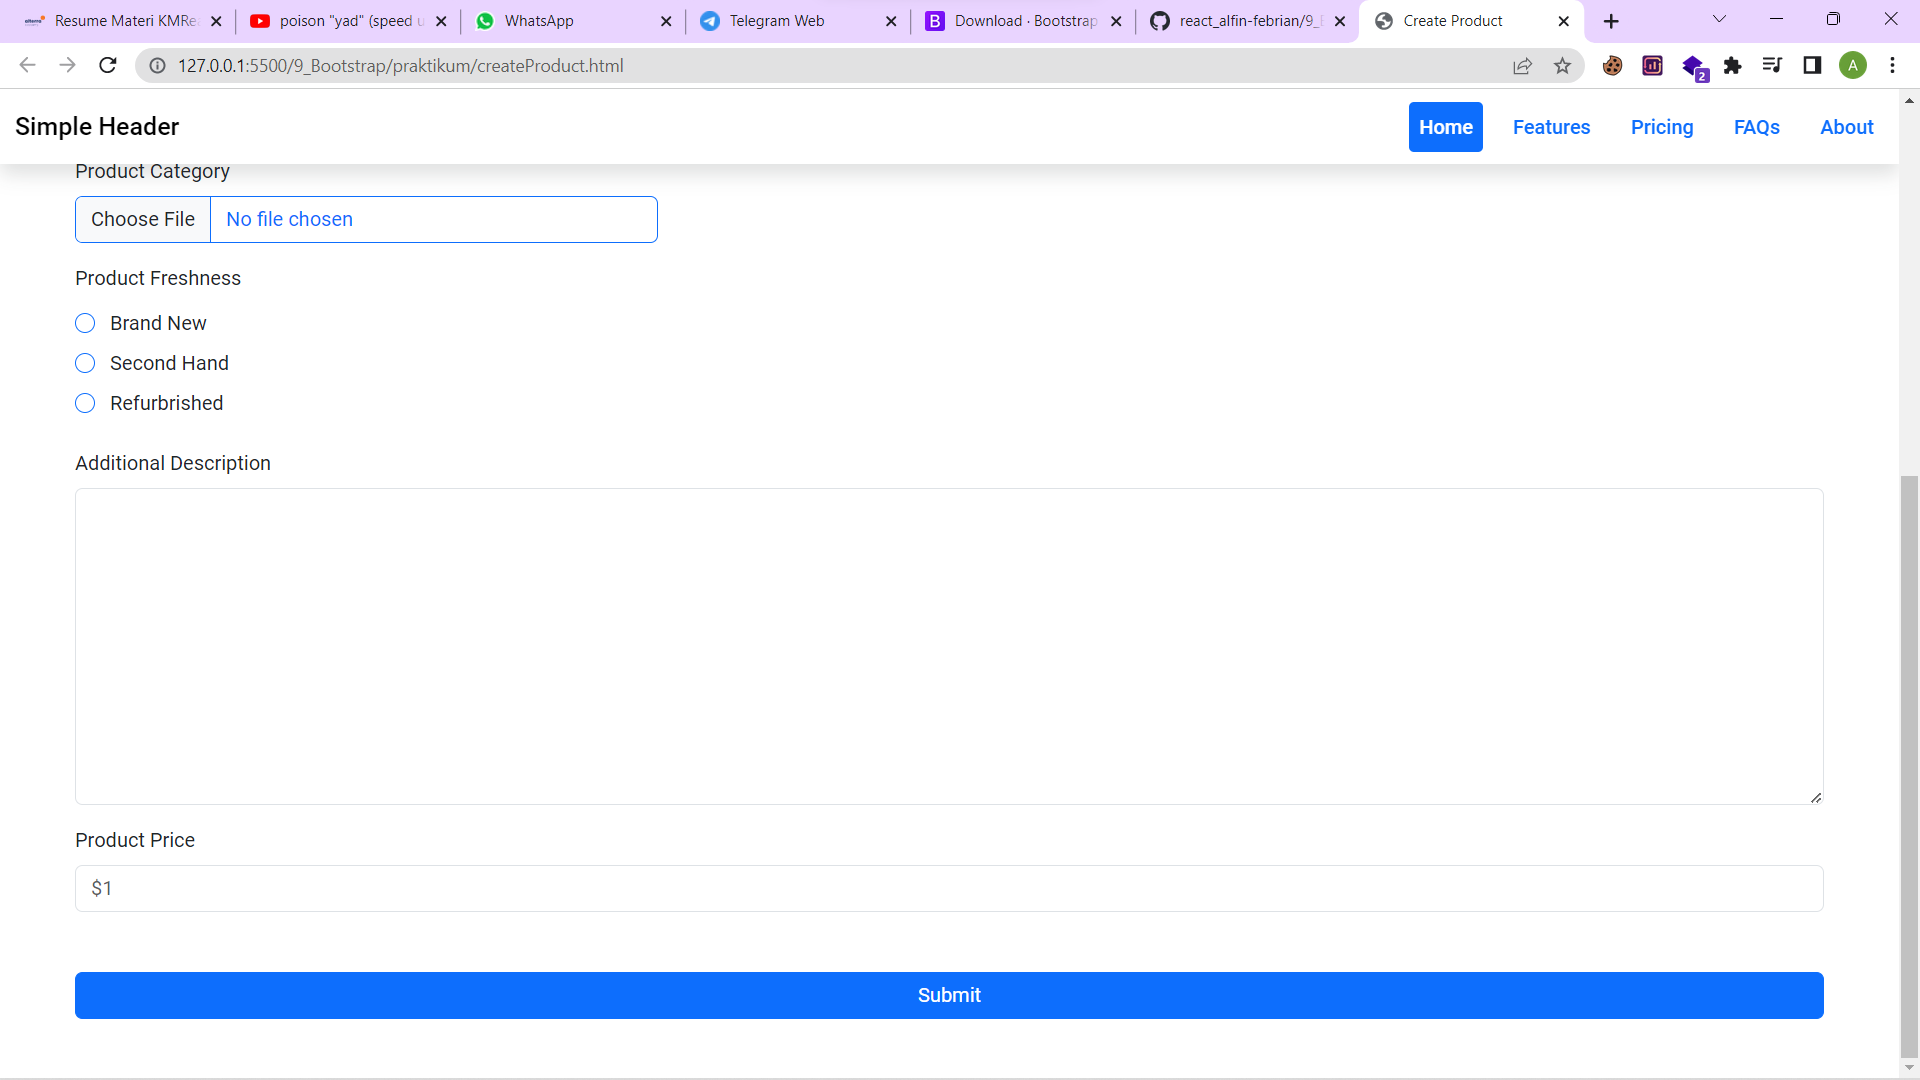 Resume Materi KMRe
poison "yad" (speed u
WhatsApp
Telegram Web
Download · Bootstrap
react_alfin-febrian/9_
Create Product
127.0.0.1:5500/9_Bootstrap/praktikum/createProduct.html
2
A
Simple Header
Home
Features
Pricing
FAQs
About
Product Category
Choose File
No file chosen
Product Freshness
Brand New
Second Hand
Refurbrished
Additional Description
Product Price
$1
Submit